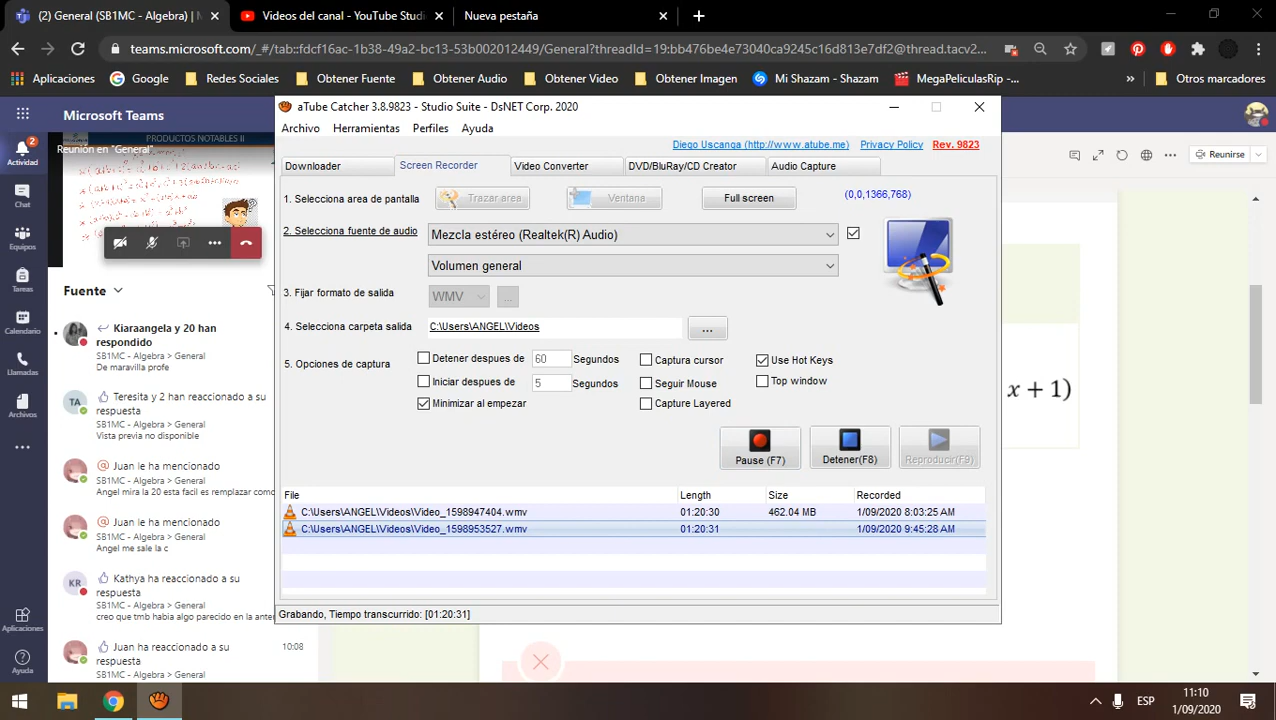 (2) General (SB1MC - Algebra) | N
Videos del canal - YouTube Studi
Nueva pestaña
teams.microsoft.com/_#/tab::fdcf16ac-1b38-49a2-bc13-53b002012439/General?threadId=19:bb476be4e73040ca9245c16d813e7df2@thread.tacv2...
Aplicaciones
Google
Redes Sociales
Obtener Fuente
Obtener Audio
Obtener Video
Obtener Imagen
Mi Shazam - Shazam
MegaPeliculasRip -...
Otros marcadores
Microsoft Teams
aTube Catcher 3.8.9823 - Studio Suite - DsNET Corp. 2020
Archivo Herramientas Perfiles Ayuda
Diego Uscanga (http://www.atube.me) Privacy Policy Rev. 9823
Downloader Screen Recorder Video Converter DVD/BluRay/CD Creator Audio Capture
1. Selecciona area de pantalla Trazar area Ventana Full screen (0,0,1366,768)
2. Selecciona fuente de audio Mezcla estéreo (Realtek(R) Audio)
Volumen general
3. Fijar formato de salida WMV ...
4. Selecciona carpeta salida C:\Users\ANGEL\Videos ...
5. Opciones de captura
Detener despues de 60 Segundos Captura cursor Use Hot Keys
Iniciar despues de 5 Segundos Seguir Mouse Top window
Minimizar al empezar Capture Layered
Pause (F7) Detener(F8) Reproducir(F9)
File Length Size Recorded
C:\Users\ANGEL\Videos\Video_1598947404.wmv 01:20:30 462.04 MB 1/09/2020 8:03:25 AM
C:\Users\ANGEL\Videos\Video_1598953527.wmv 01:20:31 1/09/2020 9:45:28 AM
Grabando, Tiempo transcurrido: [01:20:31]
2
Actividad
Chat
Equipos
Tareas
Calendario
Llamadas
Archivos
Aplicaciones
Ayuda
PRODUCTOS NOTABLES II
Reunión en "General"
Fuente
Kiaraangela y 20 han
respondido
SB1MC - Algebra > General
De maravilla profe
TA
Teresita y 2 han reaccionado a su
respuesta
SB1MC - Algebra > General
Vista previa no disponible
Juan le ha mencionado
SB1MC - Algebra > General
Angel mira la 20 esta facil es remplazar como
Juan le ha mencionado
SB1MC - Algebra > General
Angel me sale la c
KR
Kathya ha reaccionado a su
respuesta
SB1MC - Algebra > General
creo que tmb habia algo parecido en la anter
Juan ha reaccionado a su
respuesta
10:08
SB1MC - Algebra > General
Reunirse
x + 1)
ESP
11:10
1/09/2020